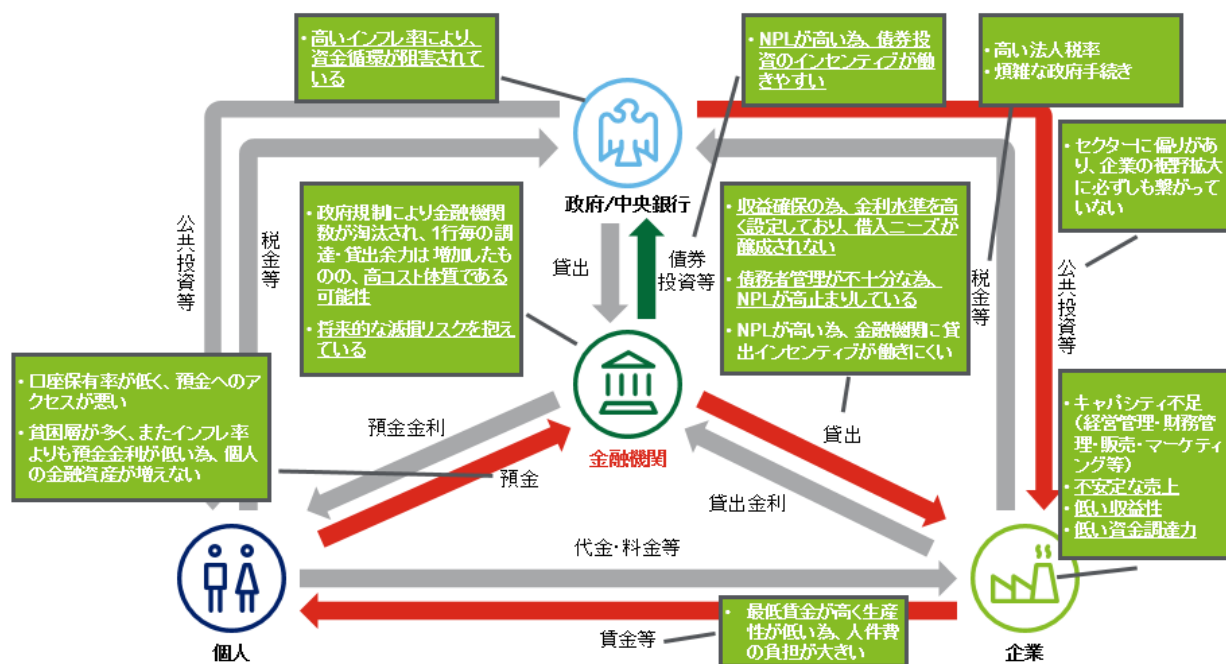 ・高いインフレ率により、
資金循環が阻害されて
いる
・NPLが高い為、債券投
資のインセンティブが働
きやすい
・高い法人税率
・煩雑な政府手続き
・セクターに偏りがあ
り、企業の裾野拡大
に必ずしも繋がって
いない
政府/中央銀行
・政府規制により金融機関
数が淘汰され、1行毎の調
達・貸出余力は増加したも
のの、高コスト体質である
可能性
・将来的な減損リスクを抱え
ている
・収益確保の為、金利水準を高
く設定しており、借入ニーズが
醸成されない
・債務者管理が不十分な為、
NPLが高止まりしている
・NPLが高い為、金融機関に貸
出インセンティブが働きにくい
公共投資等
税金等
貸出
債券
投資等
税金等
公共投資等
・口座保有率が低く、預金へのア
クセスが悪い
・貧困層が多く、またインフレ率
よりも預金金利が低い為、個人
の金融資産が増えない
預金金利
預金
金融機関
貸出
貸出金利
・キャパシティ不足
（経営管理・財務管
理・販売・マーケティ
ング等）
・不安定な売上
・低い収益性
・低い資金調達力
代金・料金等
賃金等
・最低賃金が高く生産
性が低い為、人件費
の負担が大きい
個人
企業